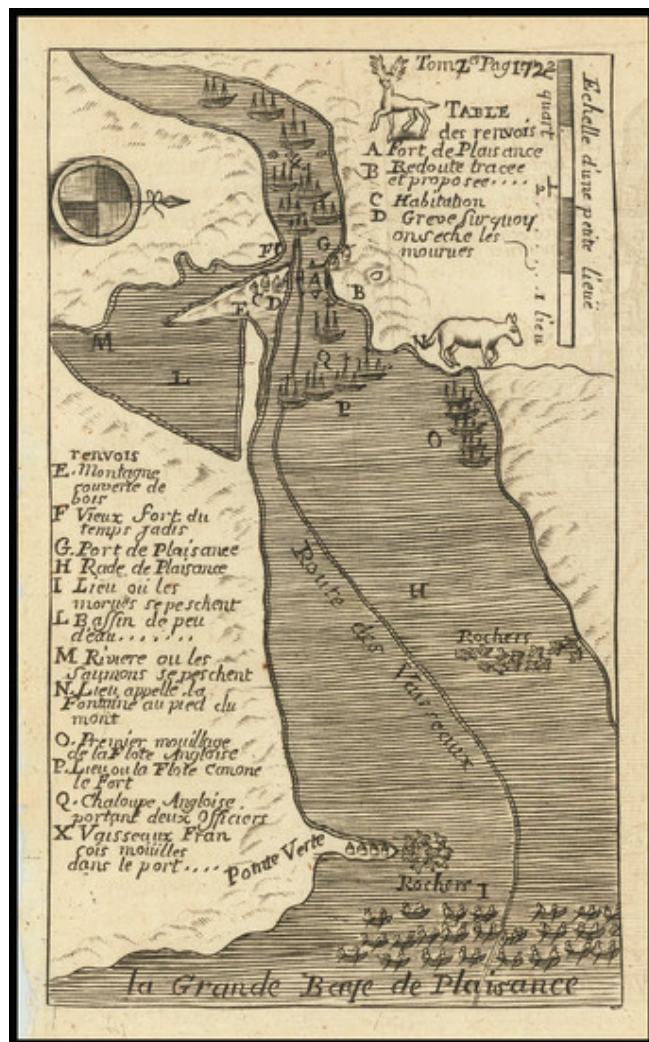 Tom 2e Pag 172
TABLE
des renvois
A Fort de Plaisance
B Redoute tracee
et proposee....
C Habitation
D Greve sur quoy
on seche les
mourues
Echelle d'une petite lieue
quart
1/2
1 lieu
X
F
G
A
C
D
B
E
M
L
Q
P
N
O
renvois
E. Montagne
couverte de
bois
F Vieux fort du
temps jadis
G. Port de Plaisance
H Rade de Plaisance
I Lieu ou les
morues se peschent
L Bassin de peu
d'eau.......
M Riviere ou les
Saumons se peschent
N. Lieu appelle la
Fontaine au pied du
mont
O. Premier mouillage
de la Flote Angloise
P. Lieu ou la Flote canone
le Fort
Q. Chaloupe Angloise
portant deux Officiers
X Vaisseaux Fran
cois mouilles
dans le port....
Route des Vaisseaux
H
Rochers
Pointe Verte
Rochers
I
la Grande Baye de Plaisance